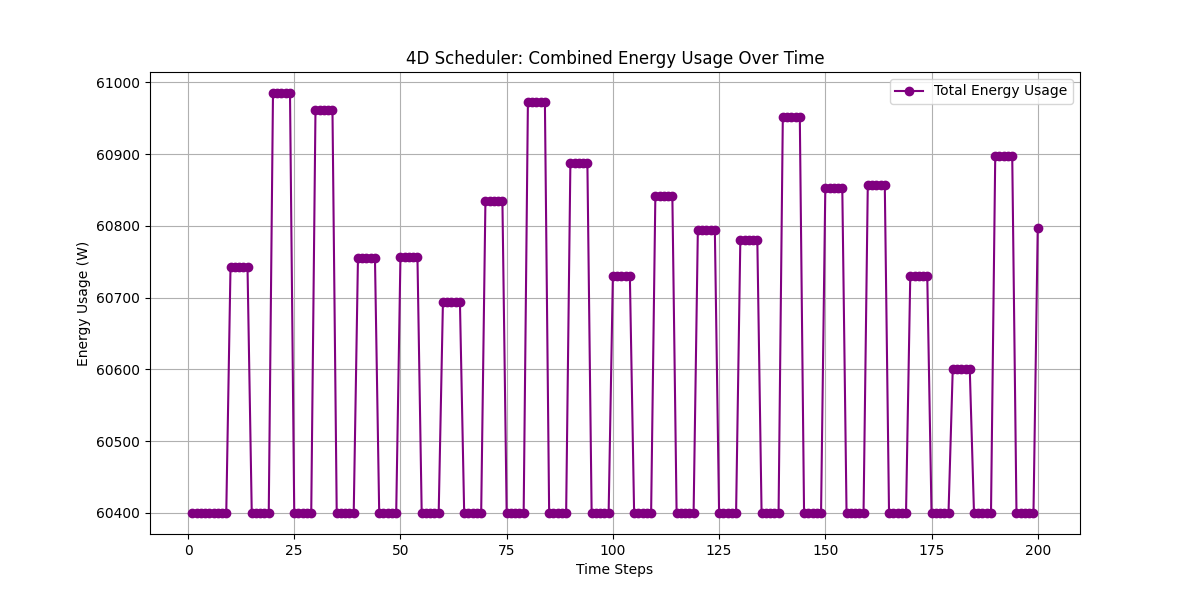 4D Scheduler: Combined Energy Usage Over Time
Total Energy Usage
Energy Usage (W)
61000
60900
60800
60700
60600
60500
60400
0 25 50 75 100 125 150 175 200
Time Steps